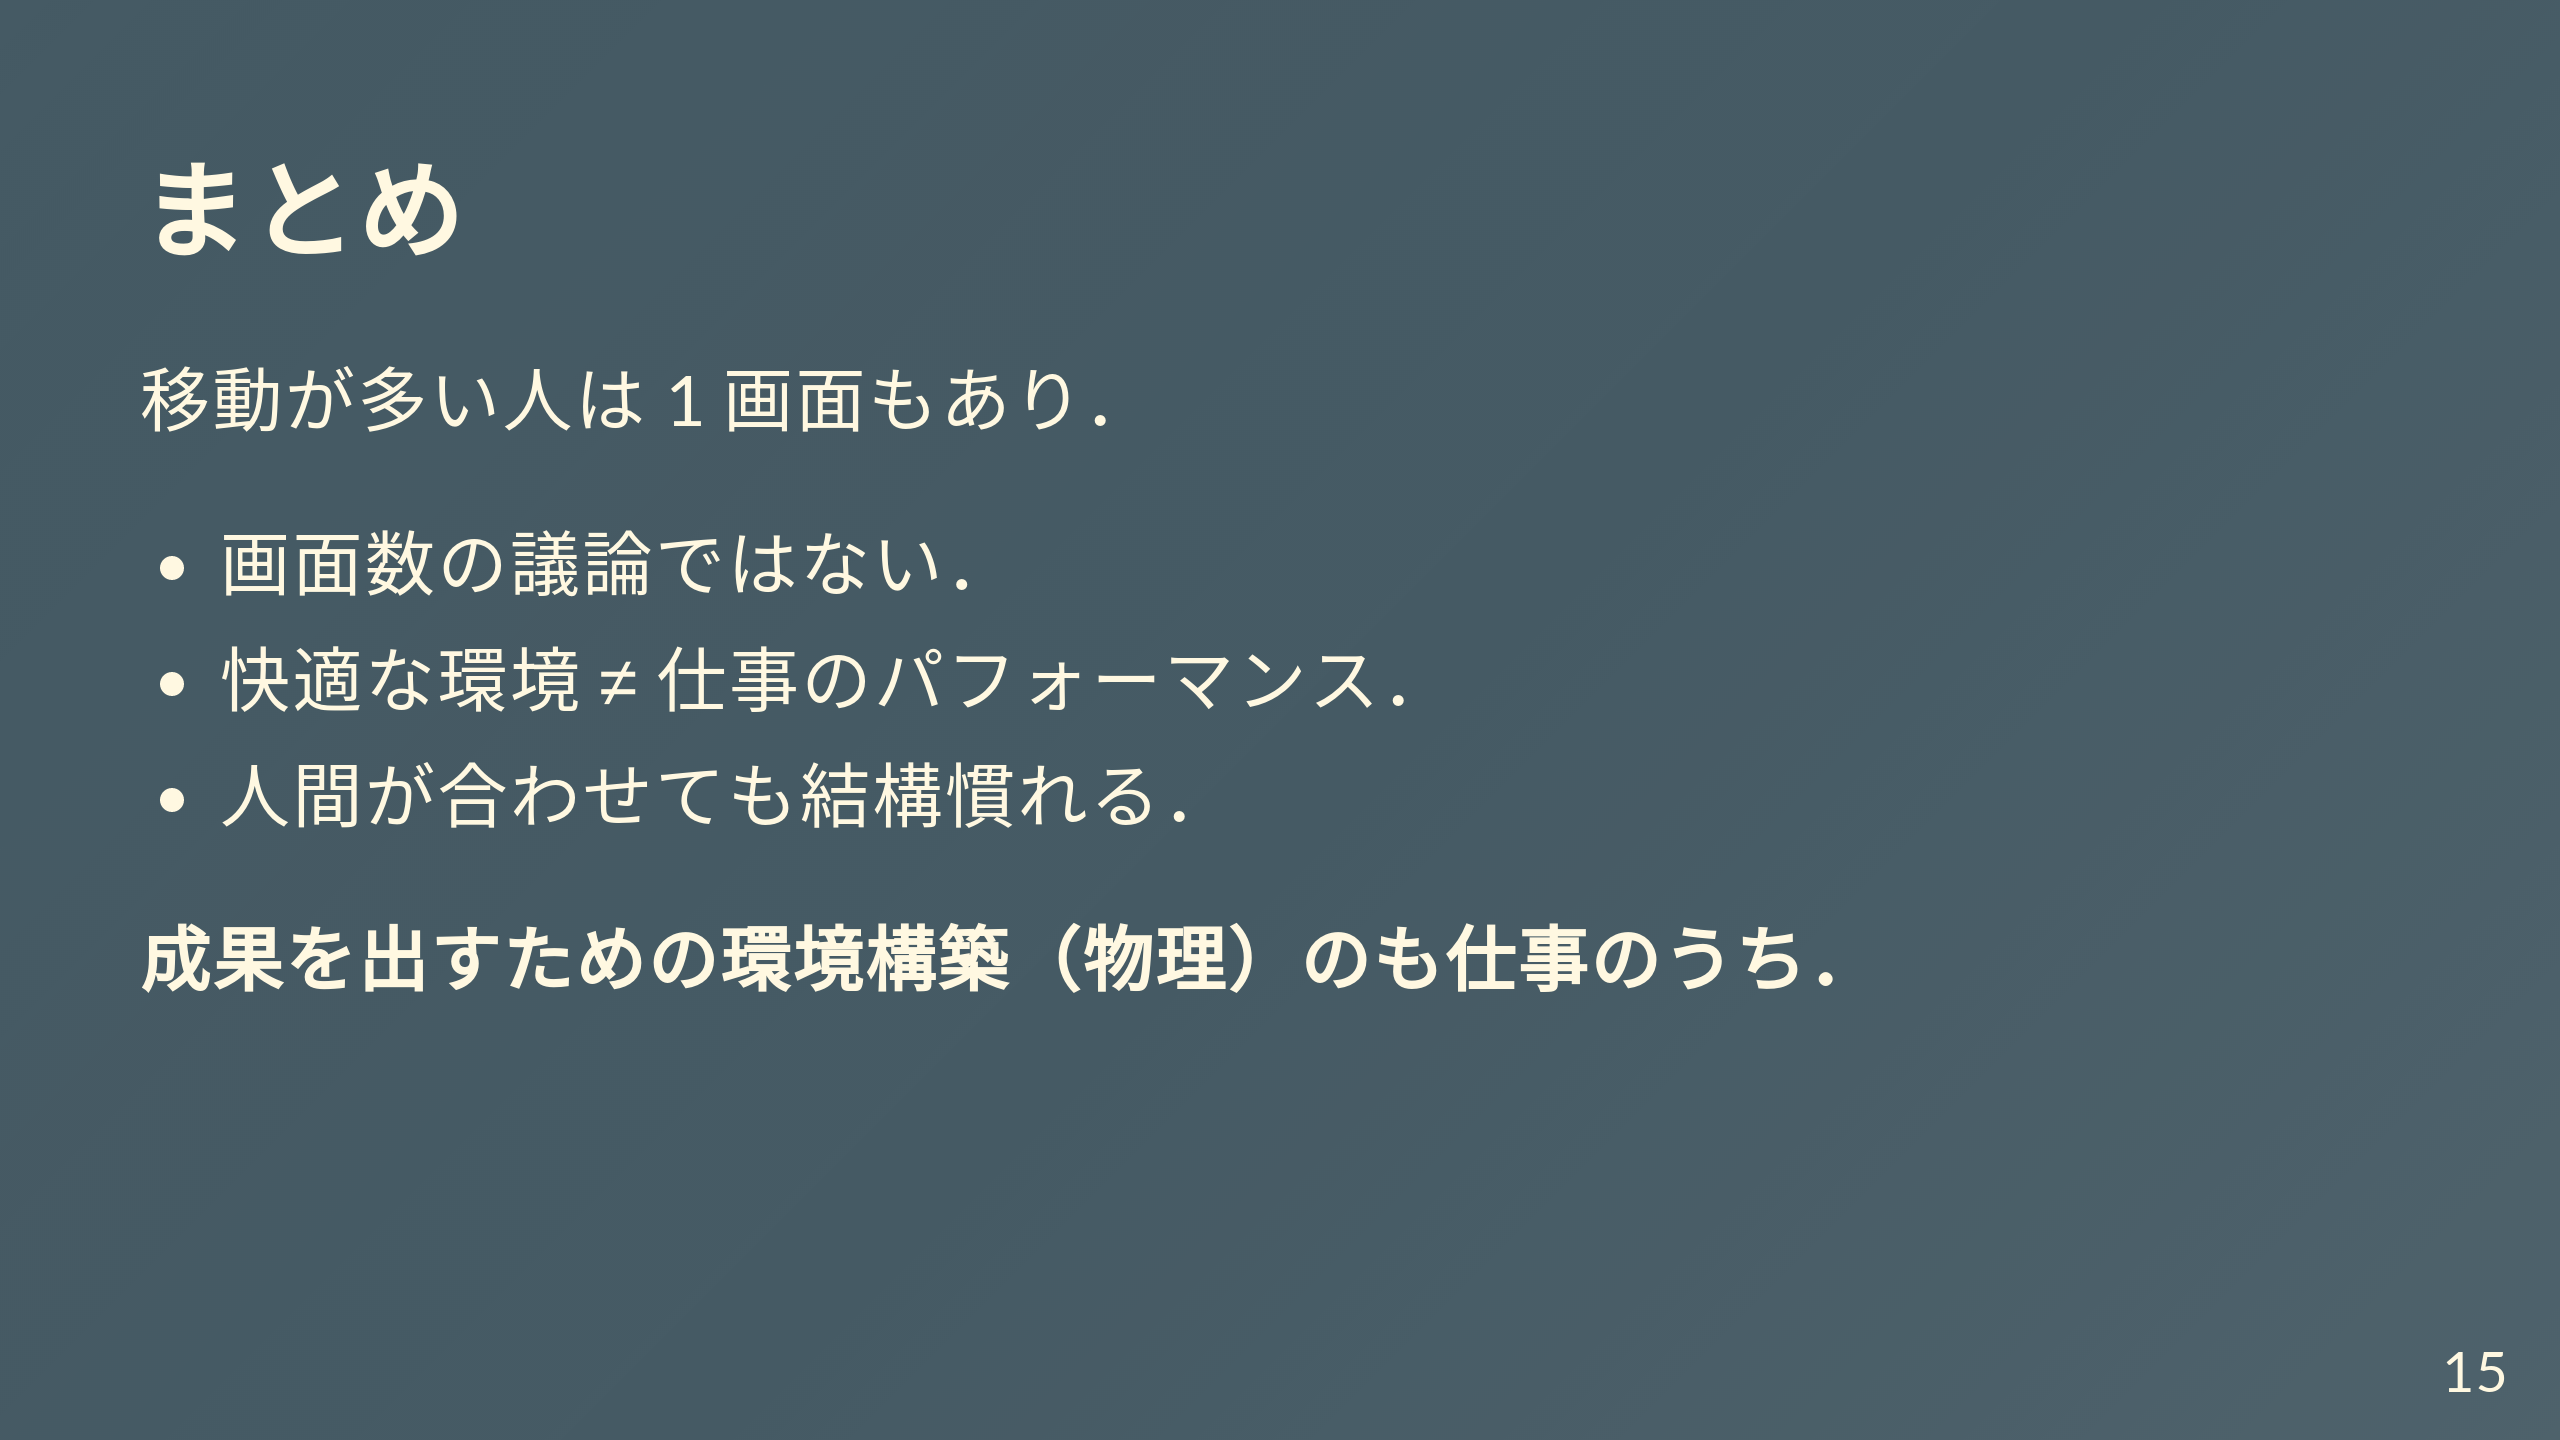 まとめ
移動が多い人は 1 画面もあり．
• 画面数の議論ではない．
• 快適な環境 ≠ 仕事のパフォーマンス．
• 人間が合わせても結構慣れる．
成果を出すための環境構築（物理）のも仕事のうち．
15